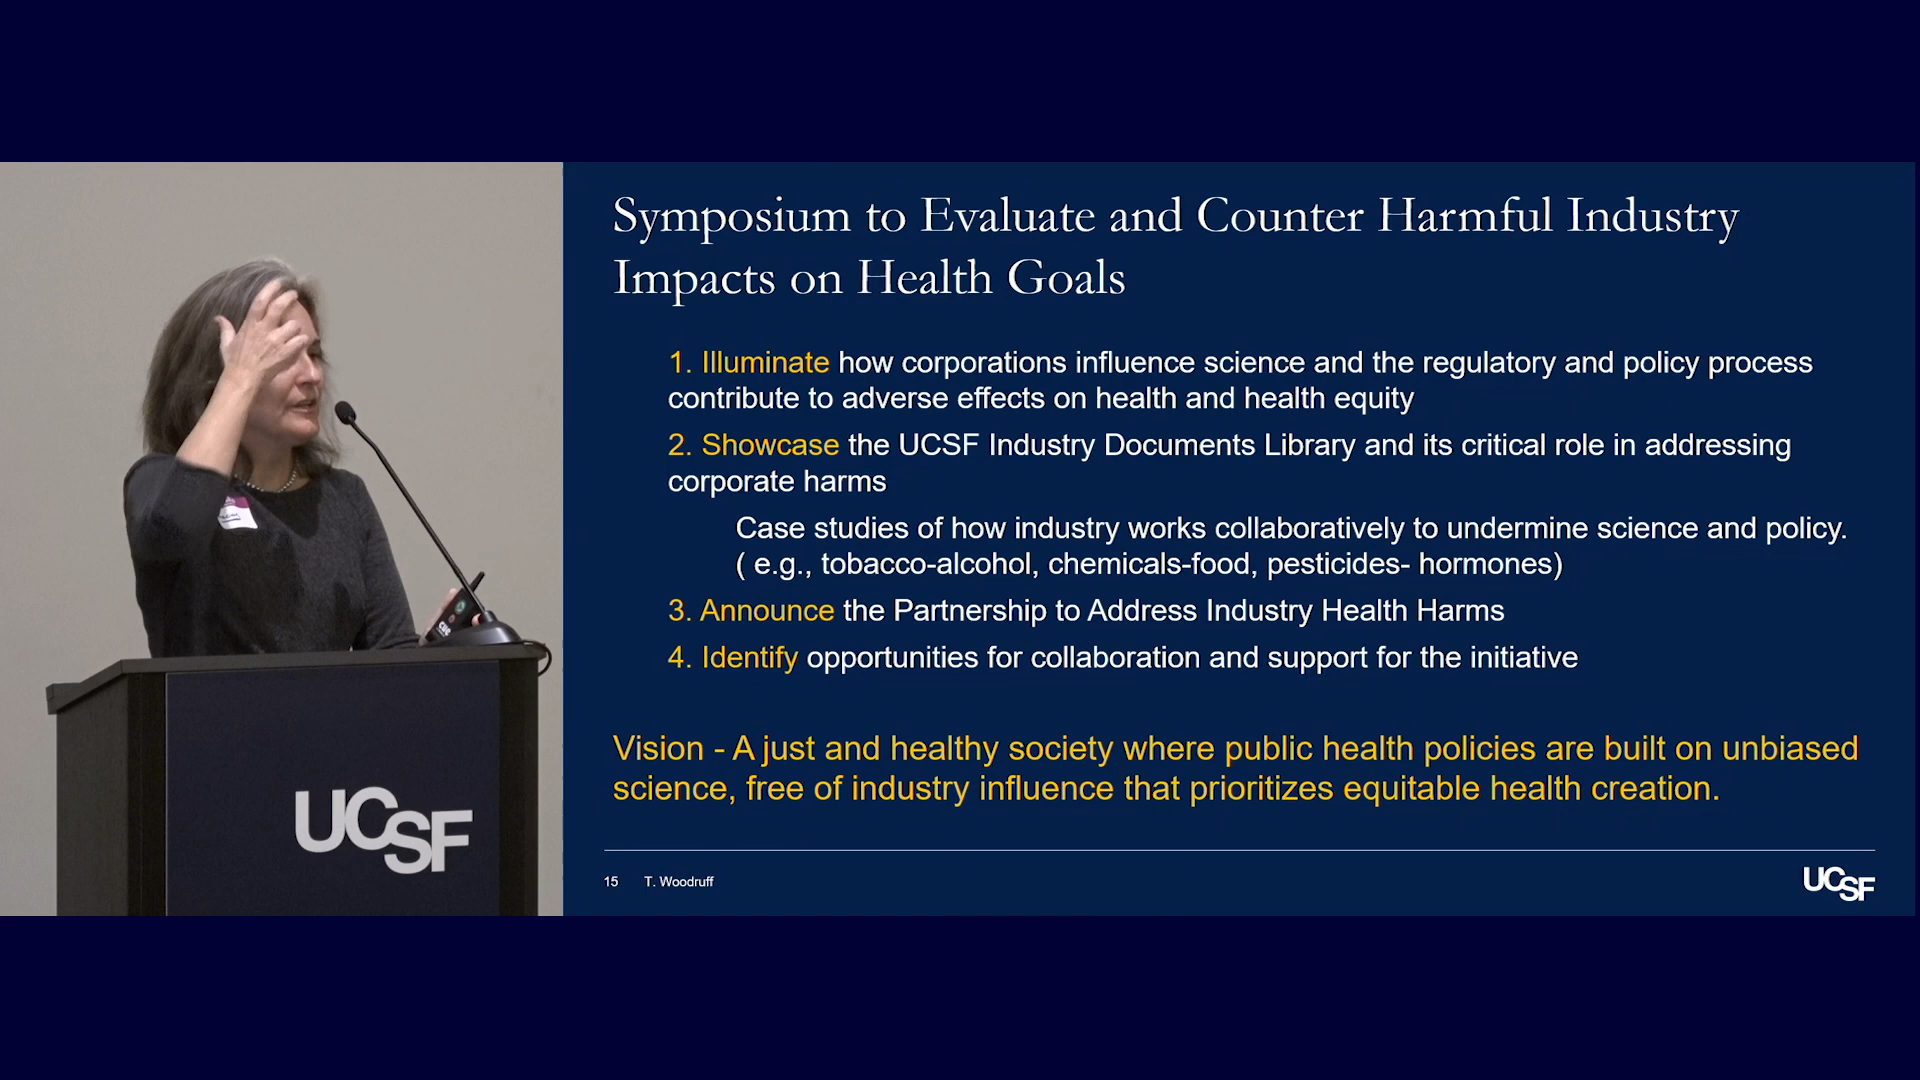 Symposium to Evaluate and Counter Harmful Industry
Impacts on Health Goals
1. Illuminate how corporations influence science and the regulatory and policy process
contribute to adverse effects on health and health equity
2. Showcase the UCSF Industry Documents Library and its critical role in addressing
corporate harms
Case studies of how industry works collaboratively to undermine science and policy.
( e.g., tobacco-alcohol, chemicals-food, pesticides- hormones)
3. Announce the Partnership to Address Industry Health Harms
4. Identify opportunities for collaboration and support for the initiative
Vision - A just and healthy society where public health policies are built on unbiased
science, free of industry influence that prioritizes equitable health creation.
15 T. Woodruff
UCSF
UCSF
cue